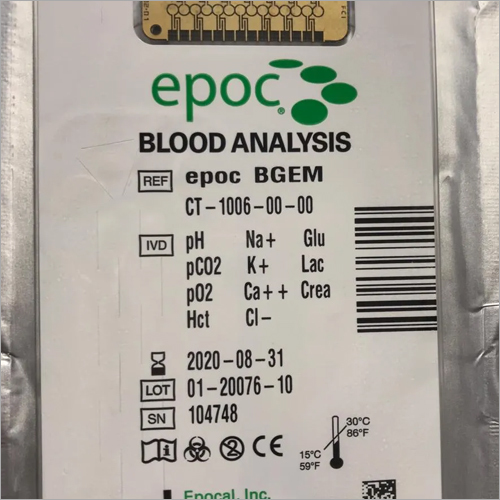 epoc®
BLOOD ANALYSIS
REF epoc BGEM
CT-1006-00-00
IVD pH Na+ Glu
pCO2 K+ Lac
pO2 Ca++ Crea
Hct Cl-
2020-08-31
LOT 01-20076-10
SN 104748
30°C
86°F
15°C
59°F
Epocal, Inc.